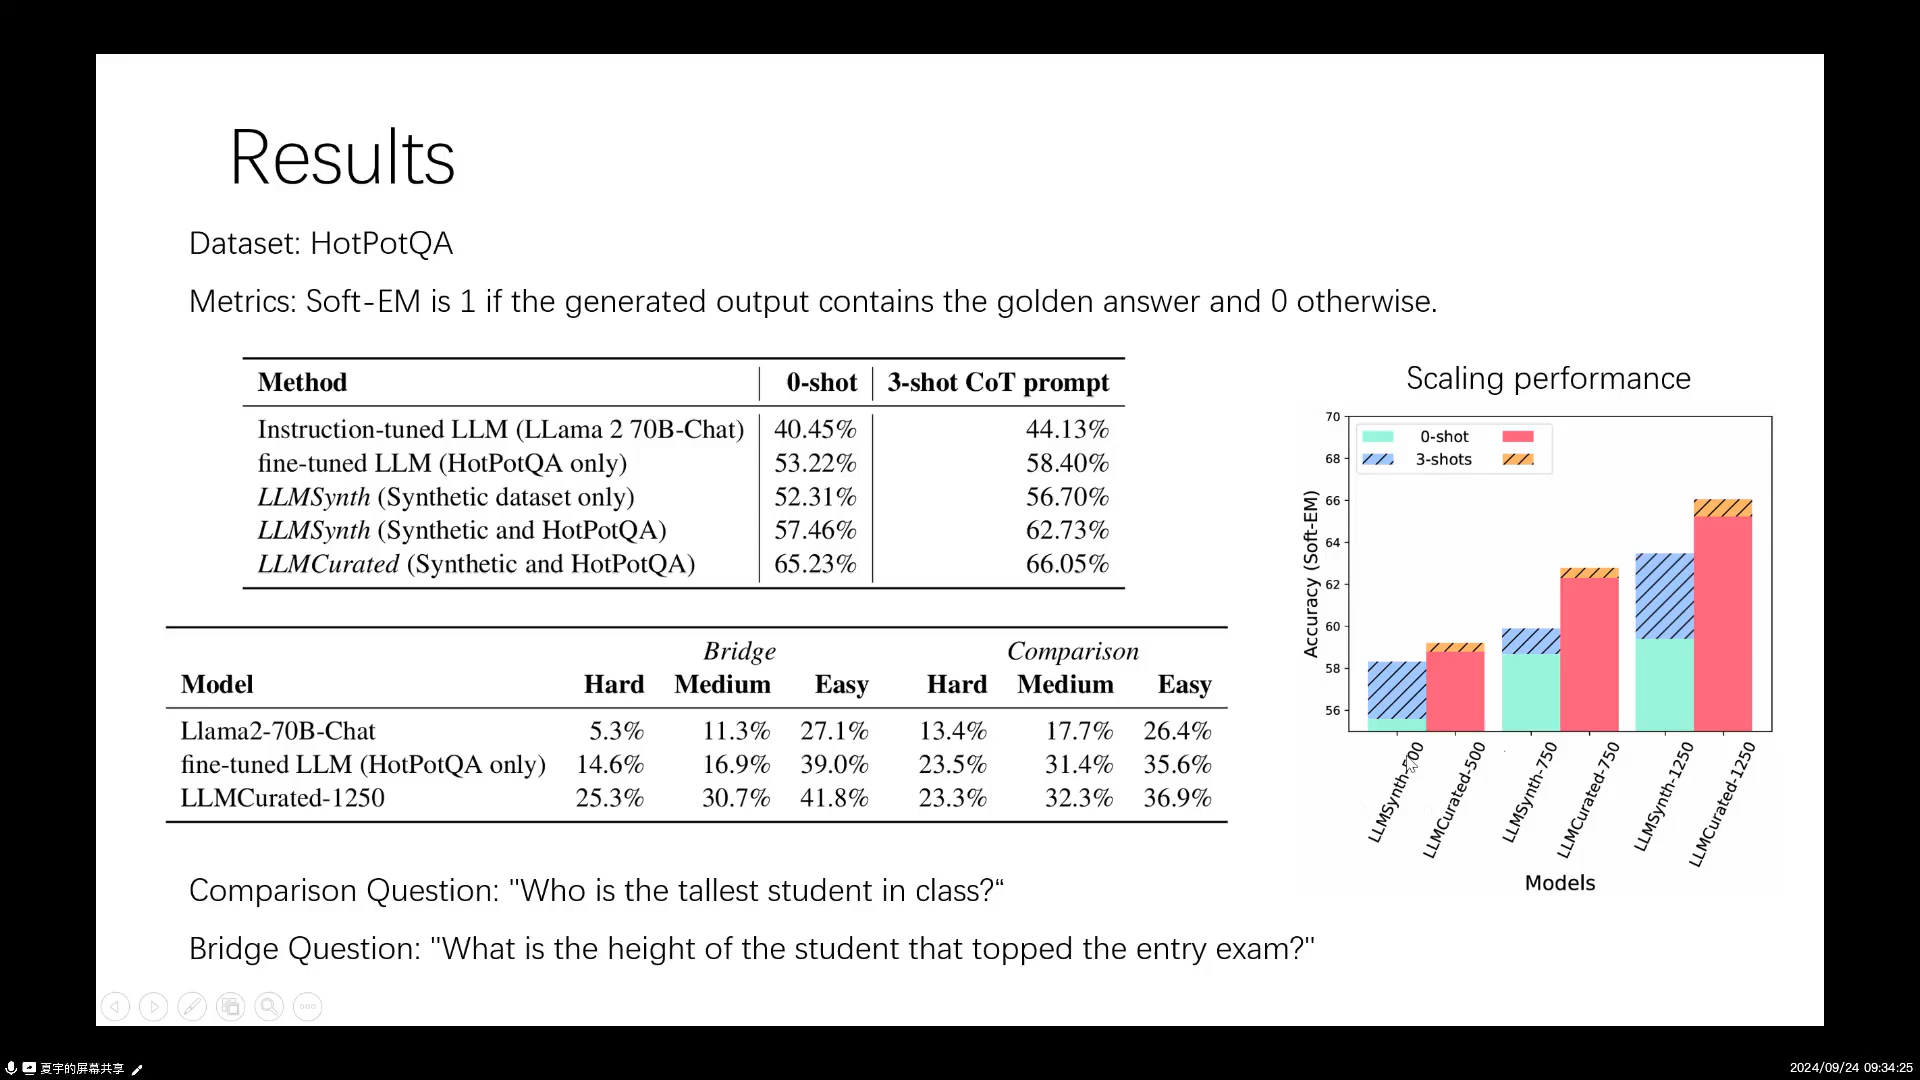 Results
Dataset: HotPotQA
Metrics: Soft-EM is 1 if the generated output contains the golden answer and 0 otherwise.
Method 0-shot 3-shot CoT prompt
Instruction-tuned LLM (LLama 2 70B-Chat) 40.45% 44.13%
fine-tuned LLM (HotPotQA only) 53.22% 58.40%
LLMSynth (Synthetic dataset only) 52.31% 56.70%
LLMSynth (Synthetic and HotPotQA) 57.46% 62.73%
LLMCurated (Synthetic and HotPotQA) 65.23% 66.05%
Bridge Comparison
Model Hard Medium Easy Hard Medium Easy
Llama2-70B-Chat 5.3% 11.3% 27.1% 13.4% 17.7% 26.4%
fine-tuned LLM (HotPotQA only) 14.6% 16.9% 39.0% 23.5% 31.4% 35.6%
LLMCurated-1250 25.3% 30.7% 41.8% 23.3% 32.3% 36.9%
Scaling performance
0-shot
3-shots
Accuracy (Soft-EM)
70
68
66
64
62
60
58
56
LLMSynth-500
LLMCurated-500
LLMSynth-750
LLMCurated-750
LLMSynth-1250
LLMCurated-1250
Models
Comparison Question: "Who is the tallest student in class?“
Bridge Question: "What is the height of the student that topped the entry exam?"
夏宇的屏幕共享
2024/09/24 09:34:25